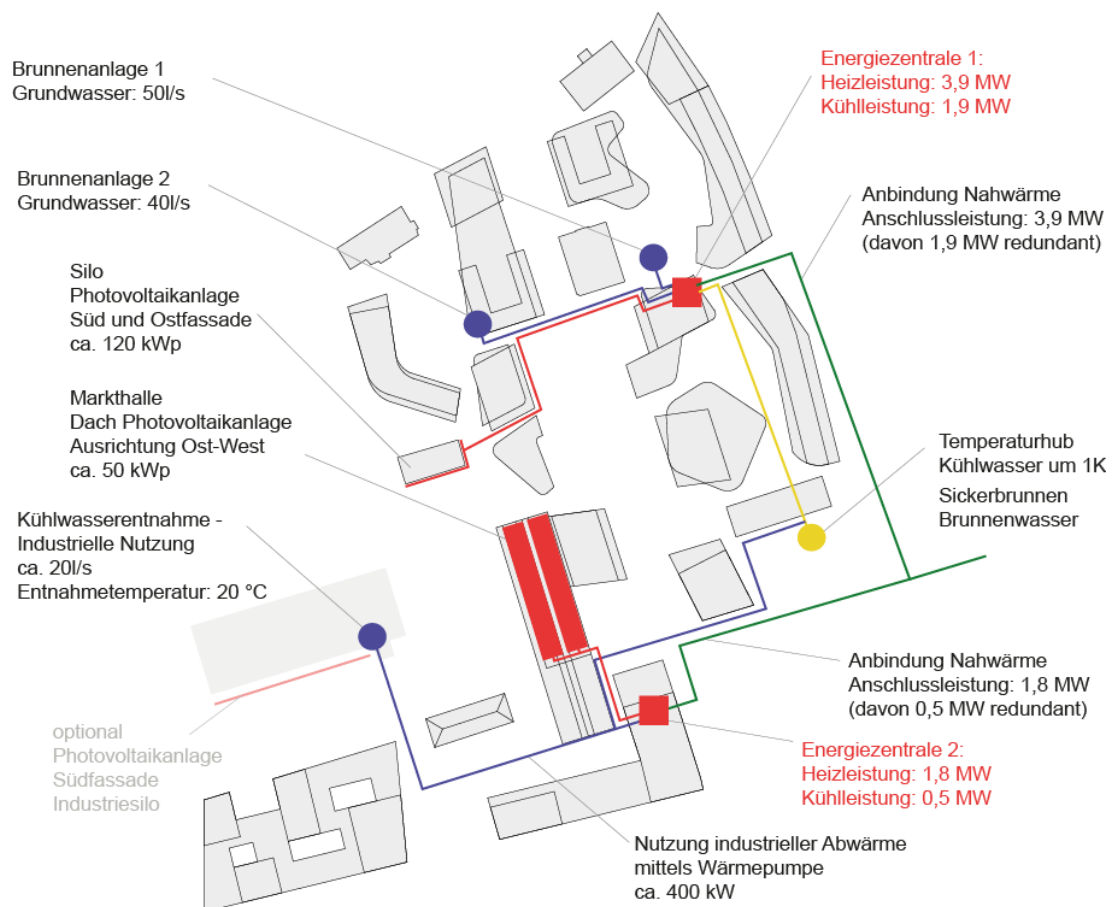 Brunnenanlage 1
Grundwasser: 50l/s
Brunnenanlage 2
Grundwasser: 40l/s
Silo
Photovoltaikanlage
Süd und Ostfassade
ca. 120 kWp
Markthalle
Dach Photovoltaikanlage
Ausrichtung Ost-West
ca. 50 kWp
Kühlwasserentnahme -
Industrielle Nutzung
ca. 20l/s
Entnahmetemperatur: 20 °C
optional
Photovoltaikanlage
Südfassade
Industriesilo
Energiezentrale 1:
Heizleistung: 3,9 MW
Kühlleistung: 1,9 MW
Anbindung Nahwärme
Anschlussleistung: 3,9 MW
(davon 1,9 MW redundant)
Temperaturhub
Kühlwasser um 1K
Sickerbrunnen
Brunnenwasser
Anbindung Nahwärme
Anschlussleistung: 1,8 MW
(davon 0,5 MW redundant)
Energiezentrale 2:
Heizleistung: 1,8 MW
Kühlleistung: 0,5 MW
Nutzung industrieller Abwärme
mittels Wärmepumpe
ca. 400 kW